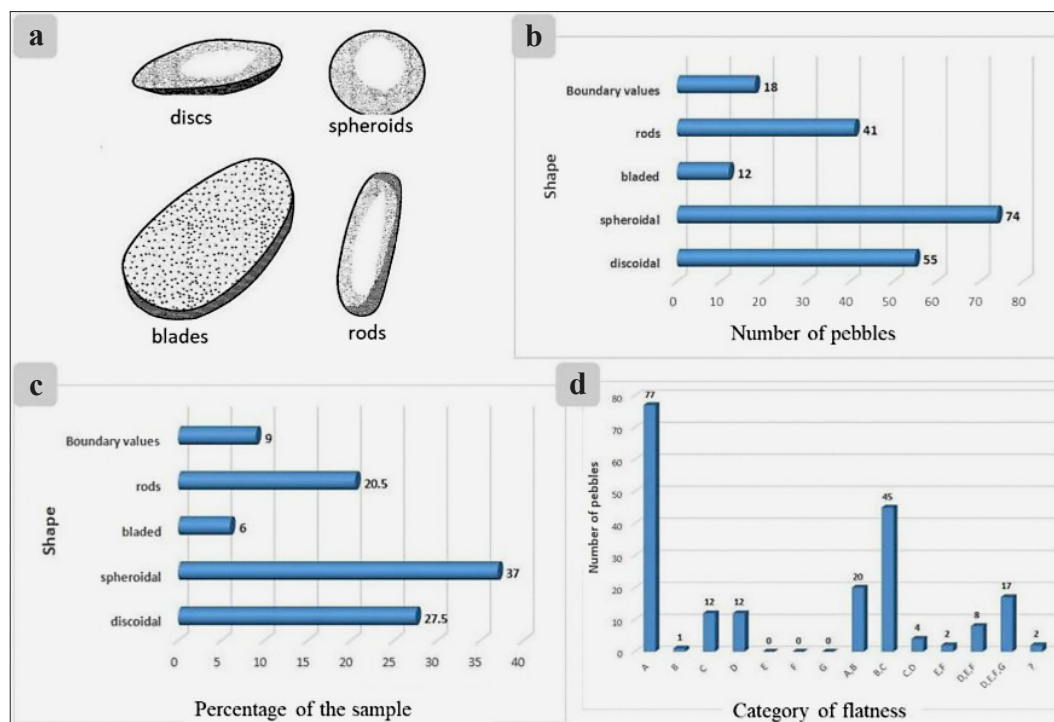 a
discs
spheroids
blades
rods
b
Shape
Boundary values
18
rods
41
bladed
12
spheroidal
74
discoidal
55
0 10 20 30 40 50 60 70 80
Number of pebbles
c
Shape
Boundary values
9
rods
20.5
bladed
6
spheroidal
37
discoidal
27.5
0 5 10 15 20 25 30 35 40
Percentage of the sample
d
Number of pebbles
80
70
60
50
40
30
20
10
0
77 1 12 12 0 0 0 20 45 4 2 8 17 2
A B C D E F G A,B B,C C,D E,F D,E,F D,E,F,G ?
Category of flatness